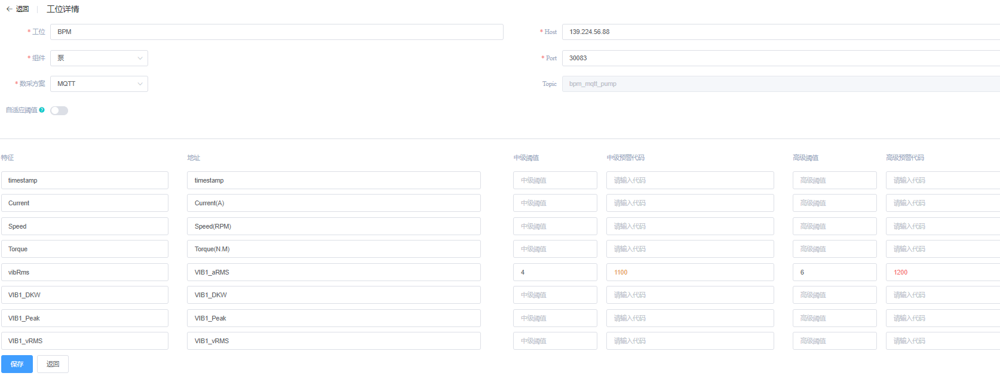 返回 工位详情
* 工位 BPM * Host 139.224.56.88
* 组件 泵 * Port 30083
* 数采方案 MQTT Topic bpm_mqtt_pump
自适应阈值 ?
特征 地址 中级阈值 中级预警代码 高级阈值 高级预警代码
timestamp timestamp 中级阈值 请输入代码 高级阈值 请输入代码
Current Current(A) 中级阈值 请输入代码 高级阈值 请输入代码
Speed Speed(RPM) 中级阈值 请输入代码 高级阈值 请输入代码
Torque Torque(N.M) 中级阈值 请输入代码 高级阈值 请输入代码
vibRms VIB1_aRMS 4 1100 6 1200
VIB1_DKW VIB1_DKW 中级阈值 请输入代码 高级阈值 请输入代码
VIB1_Peak VIB1_Peak 中级阈值 请输入代码 高级阈值 请输入代码
VIB1_vRMS VIB1_vRMS 中级阈值 请输入代码 高级阈值 请输入代码
保存 返回